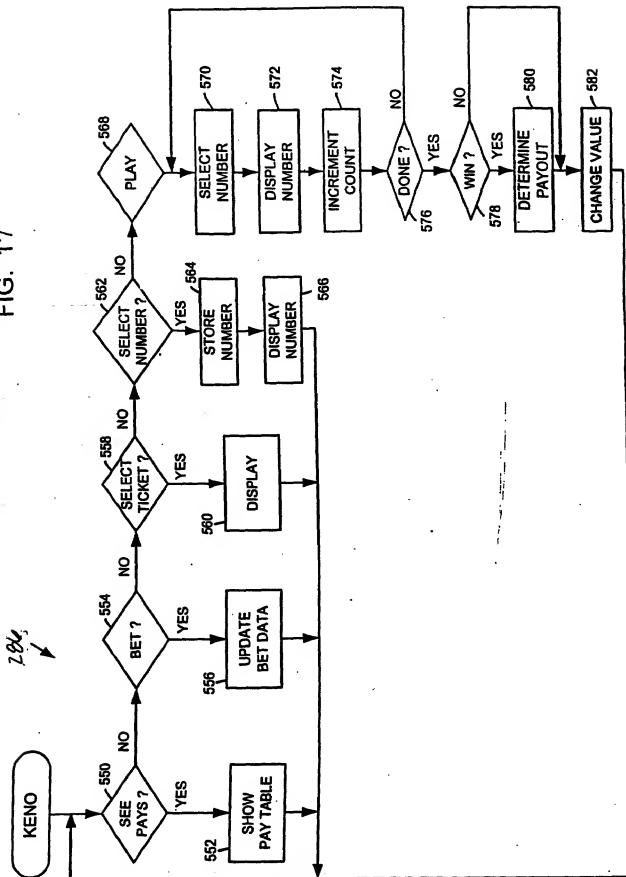 FIG. 17
286
KENO
550
SEE
PAYS ?
NO
YES
552
SHOW
PAY TABLE
554
BET ?
NO
YES
556
UPDATE
BET DATA
558
SELECT
TICKET ?
NO
YES
560
DISPLAY
562
SELECT
NUMBER ?
NO
YES
564
STORE
NUMBER
566
DISPLAY
NUMBER
568
PLAY
570
SELECT
NUMBER
572
DISPLAY
NUMBER
574
INCREMENT
COUNT
DONE ?
NO
576
YES
WIN ?
NO
578
YES
580
DETERMINE
PAYOUT
582
CHANGE VALUE